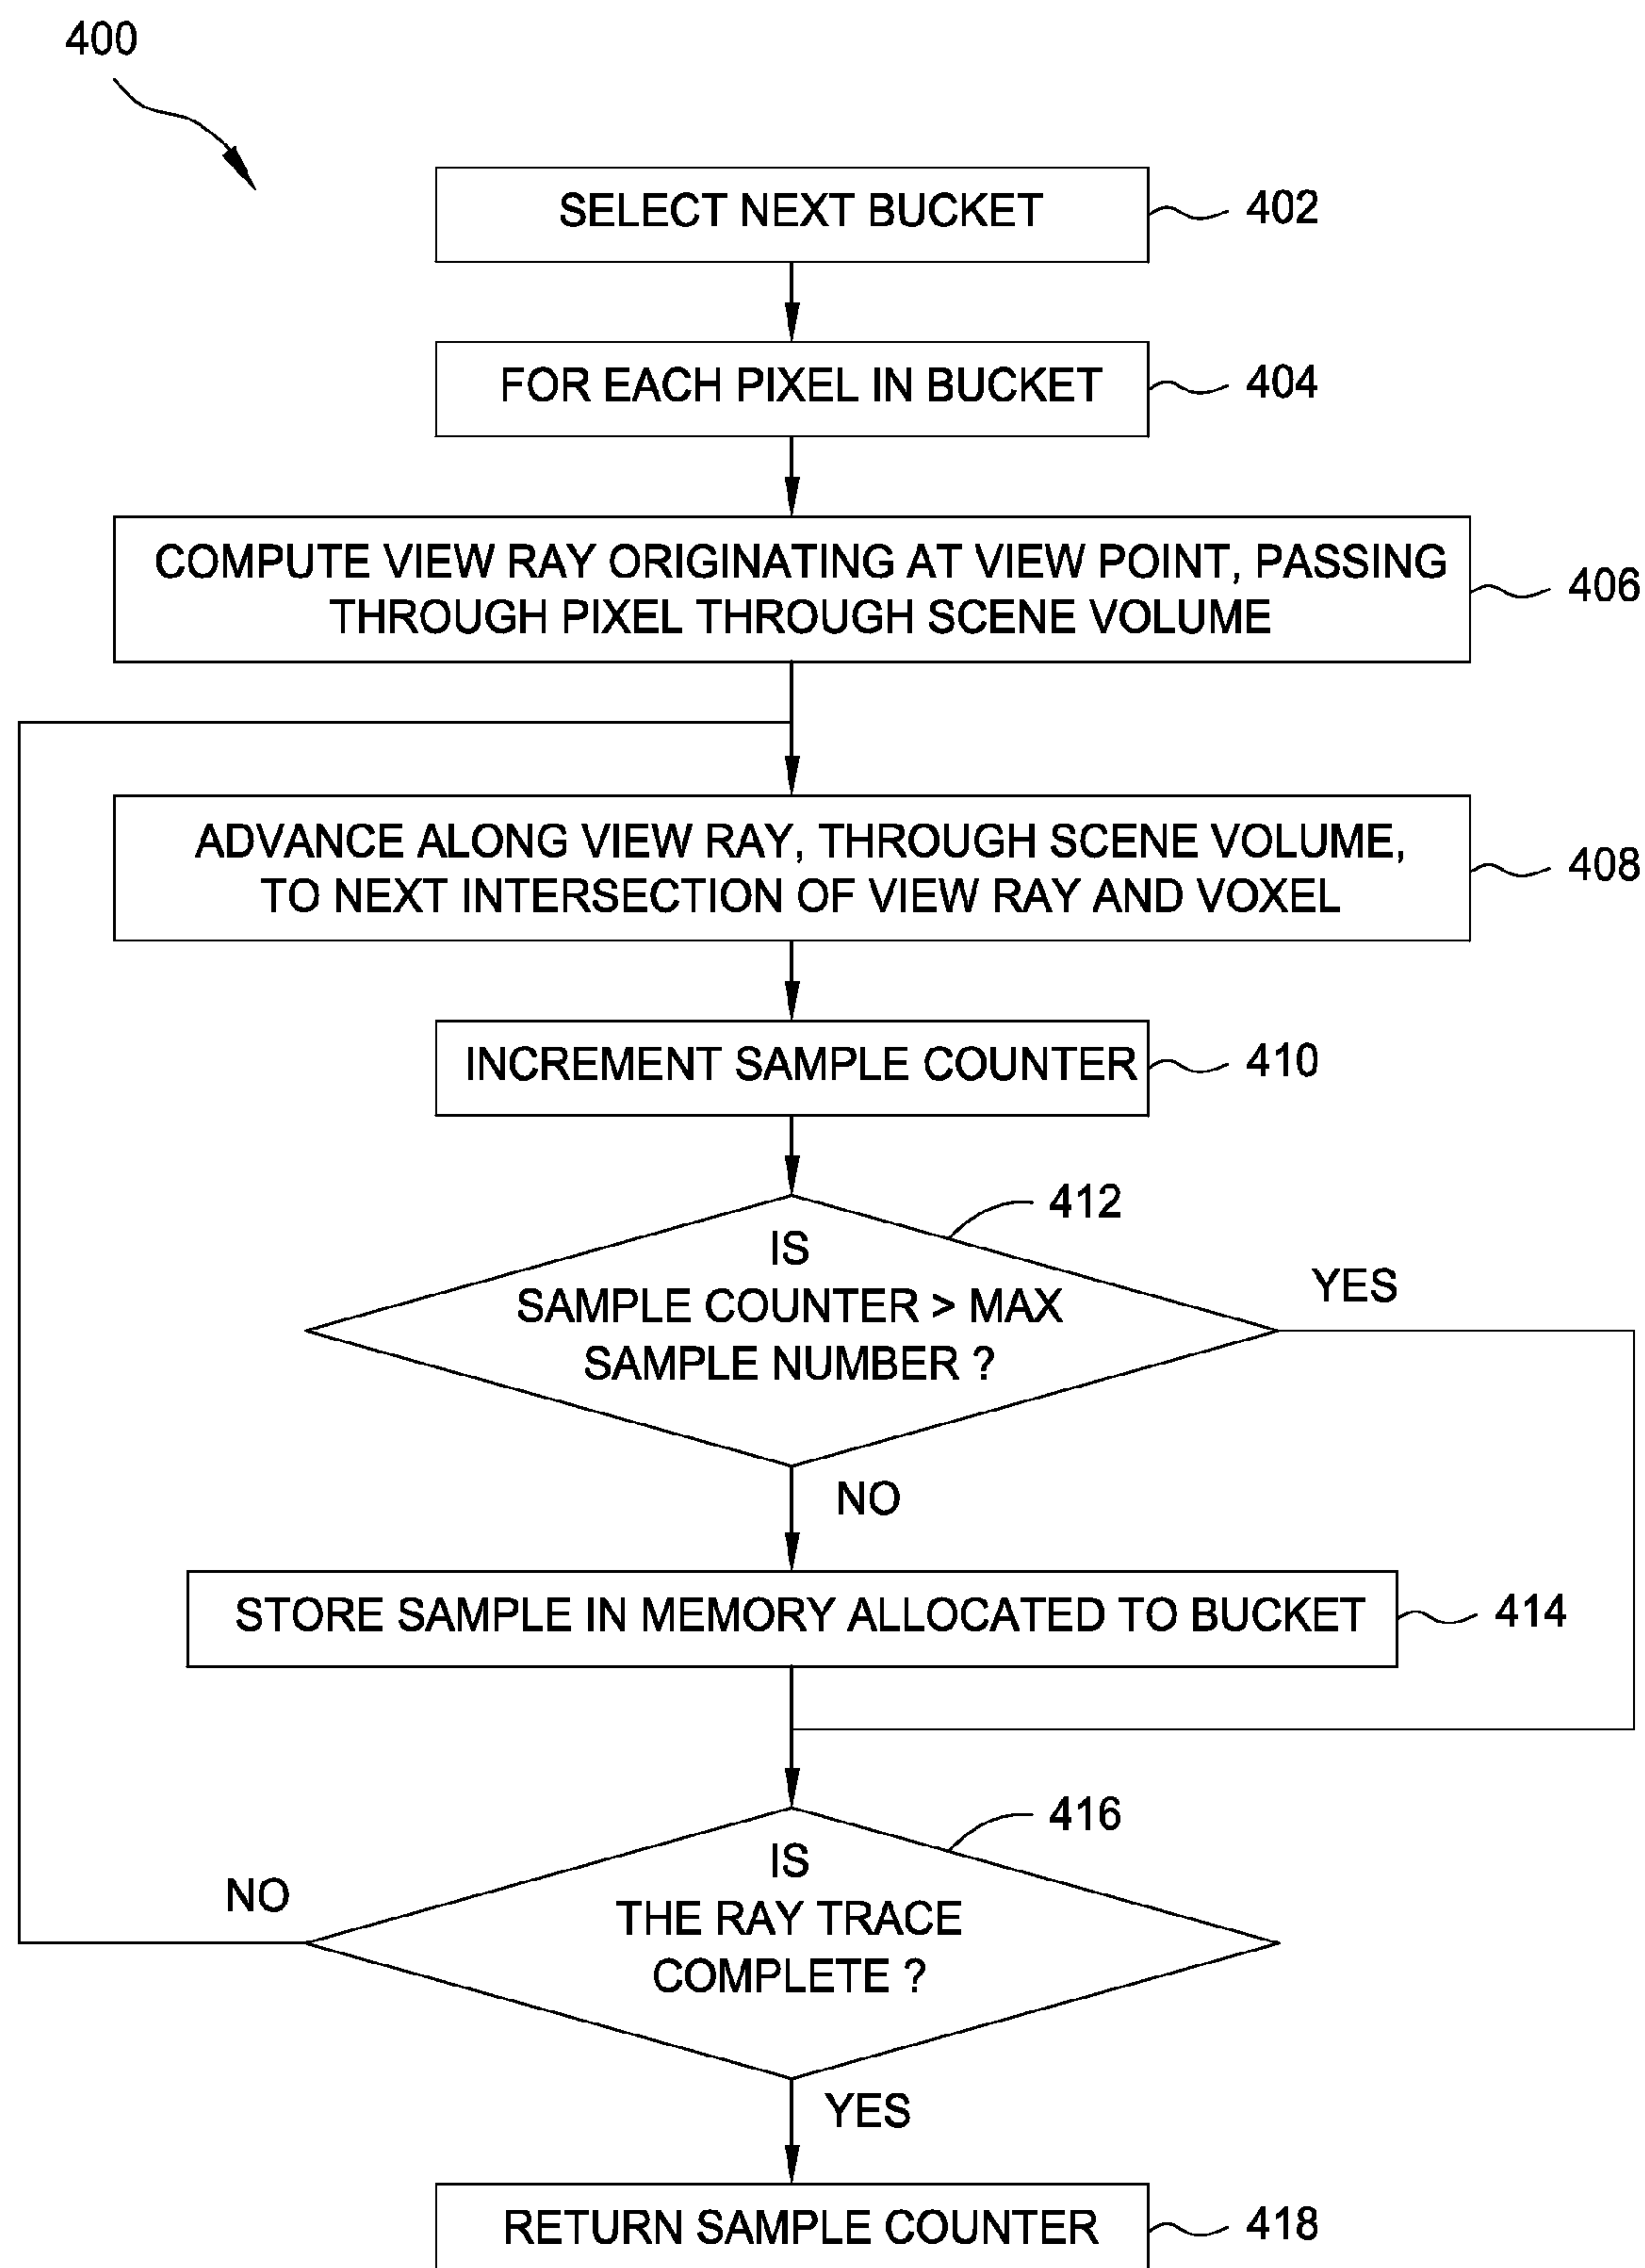 400
SELECT NEXT BUCKET
402
FOR EACH PIXEL IN BUCKET
404
COMPUTE VIEW RAY ORIGINATING AT VIEW POINT, PASSING
THROUGH PIXEL THROUGH SCENE VOLUME
406
ADVANCE ALONG VIEW RAY, THROUGH SCENE VOLUME,
TO NEXT INTERSECTION OF VIEW RAY AND VOXEL
408
INCREMENT SAMPLE COUNTER
410
412
IS
SAMPLE COUNTER > MAX
SAMPLE NUMBER ?
YES
NO
STORE SAMPLE IN MEMORY ALLOCATED TO BUCKET
414
416
IS
THE RAY TRACE
COMPLETE ?
NO
YES
RETURN SAMPLE COUNTER
418